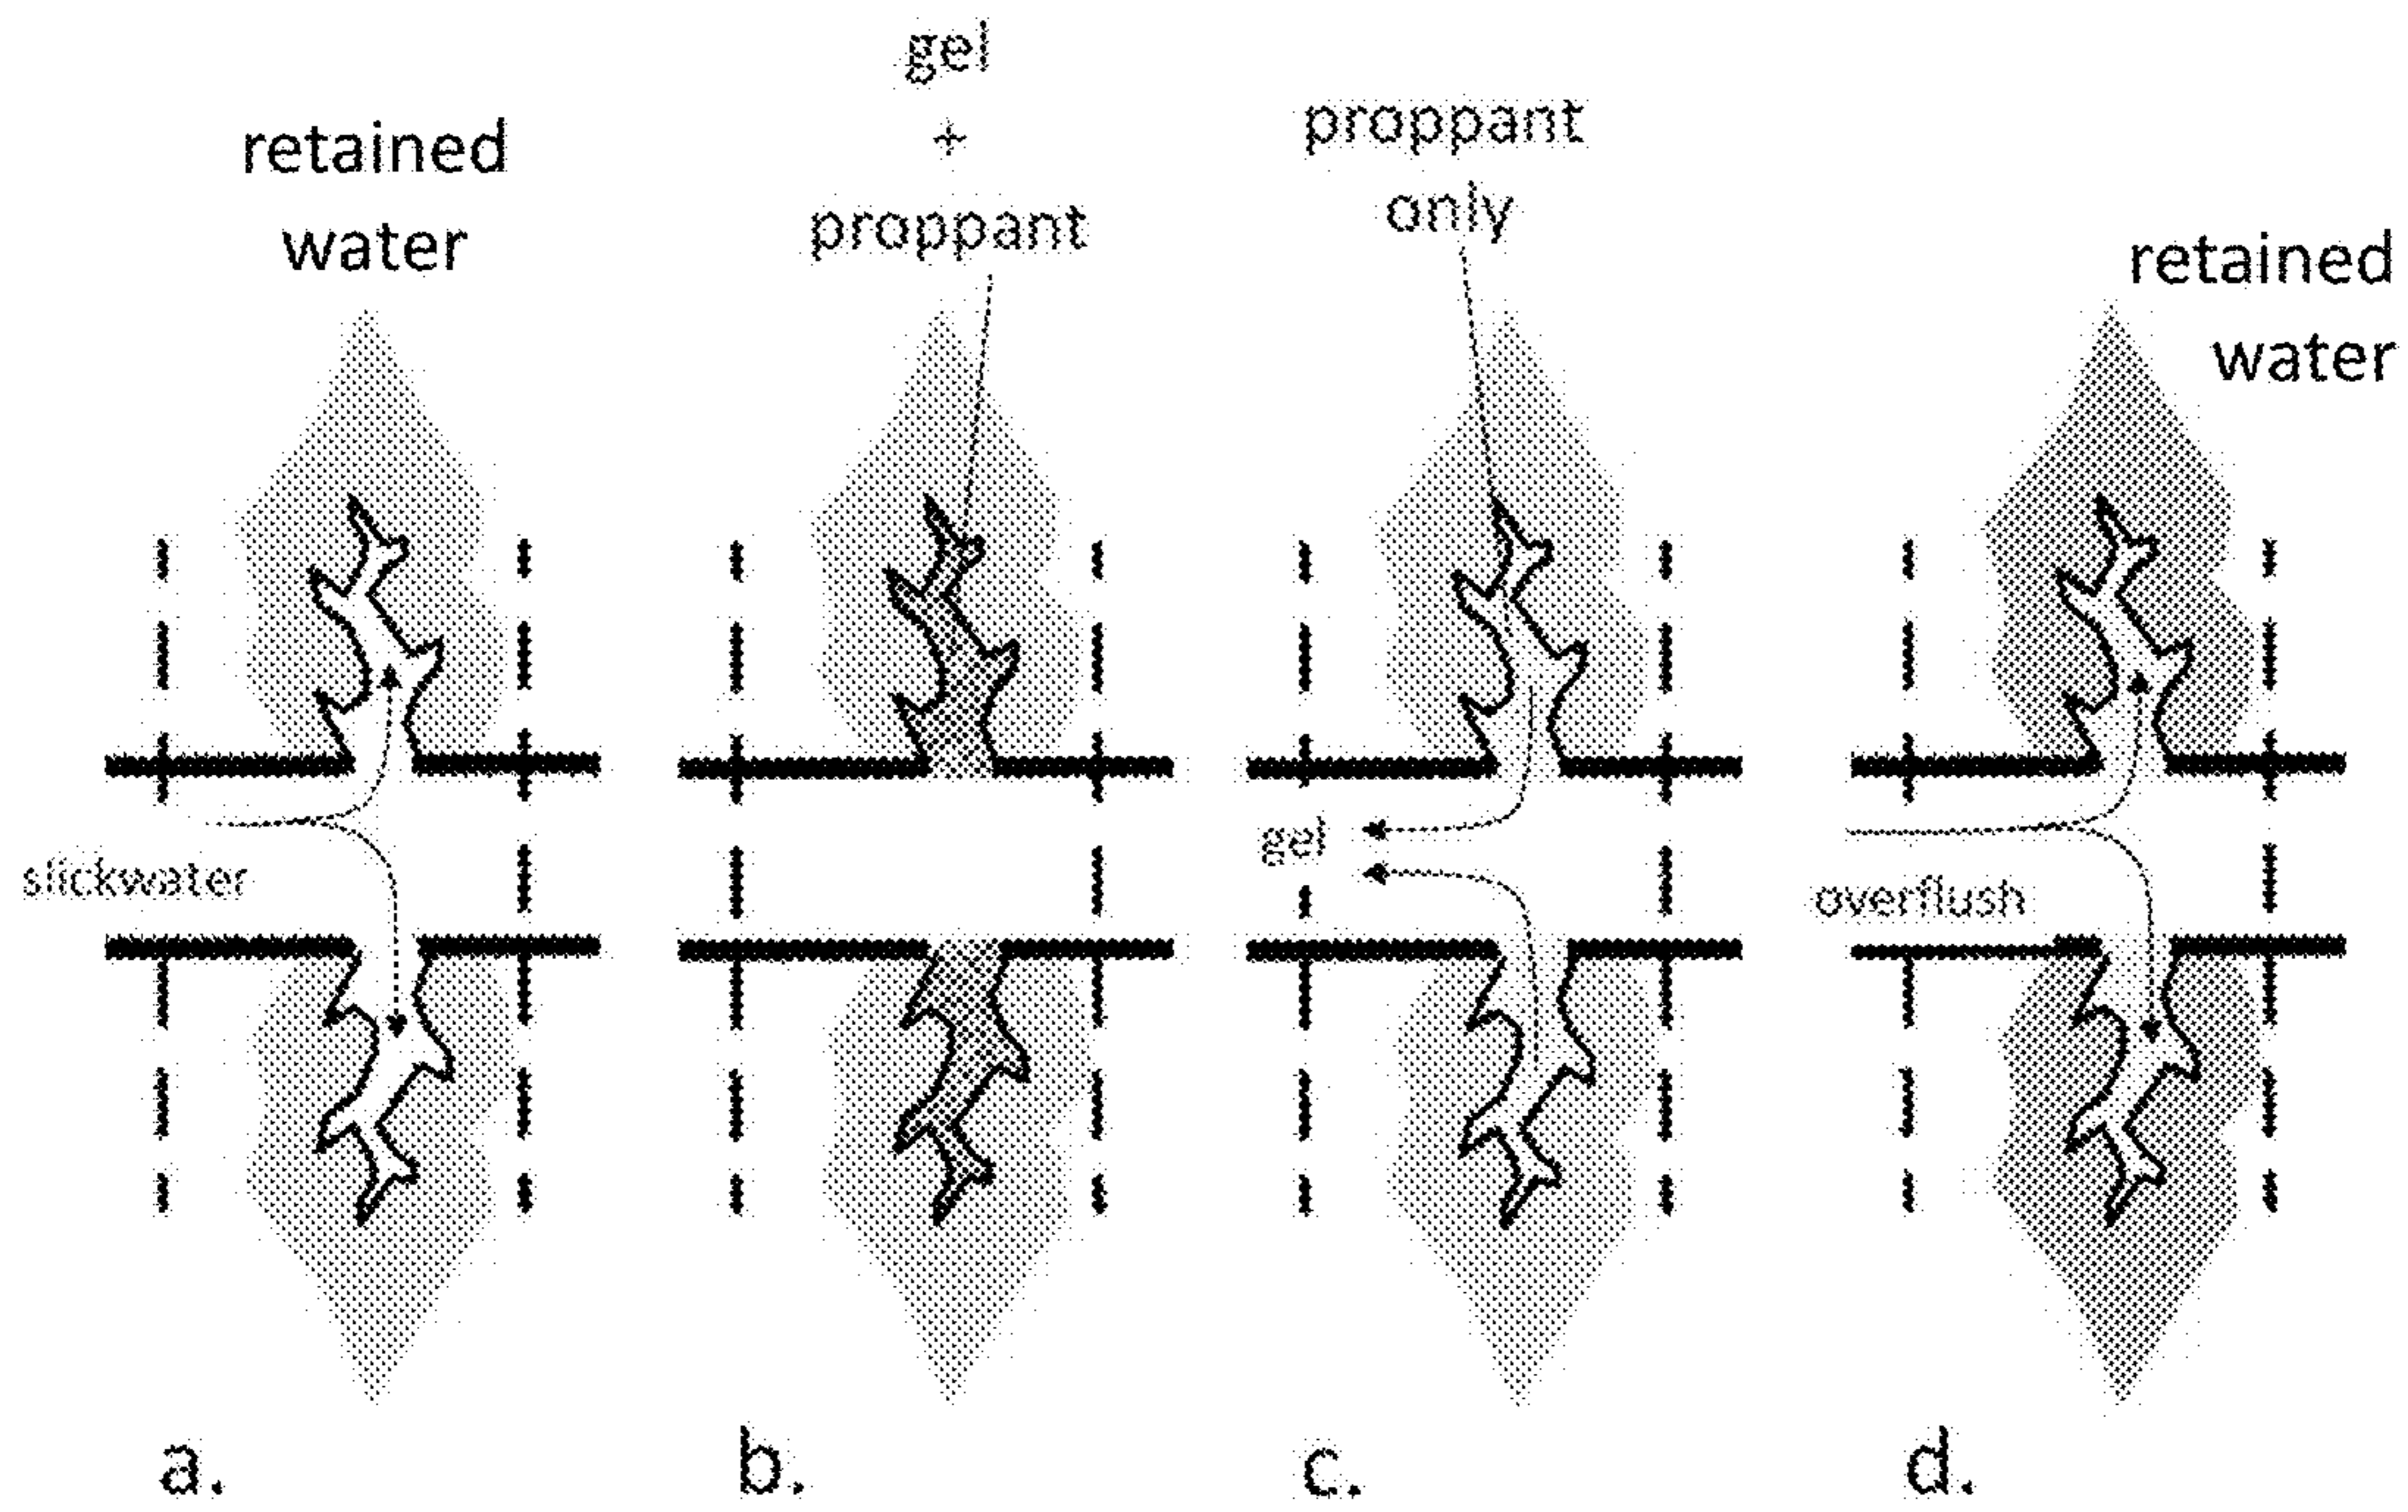 retained
water
gel
+
proppant
proppant
only
retained
water
slickwater
gel
overflush
a.
b.
c.
d.